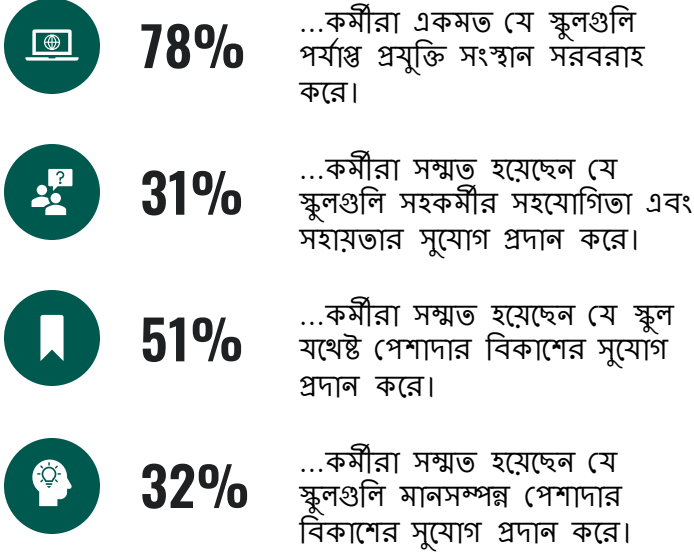 78%
...কর্মীরা একমত যে স্কুলগুলি
পর্যাপ্ত প্রযুক্তি সংস্থান সরবরাহ
করে।
?
31%
...কর্মীরা সম্মত হয়েছেন যে
স্কুলগুলি সহকর্মীর সহযোগিতা এবং
সহায়তার সুযোগ প্রদান করে।
51%
...কর্মীরা সম্মত হয়েছেন যে স্কুল
যথেষ্ট পেশাদার বিকাশের সুযোগ
প্রদান করে।
32%
...কর্মীরা সম্মত হয়েছেন যে
স্কুলগুলি মানসম্পন্ন পেশাদার
বিকাশের সুযোগ প্রদান করে।